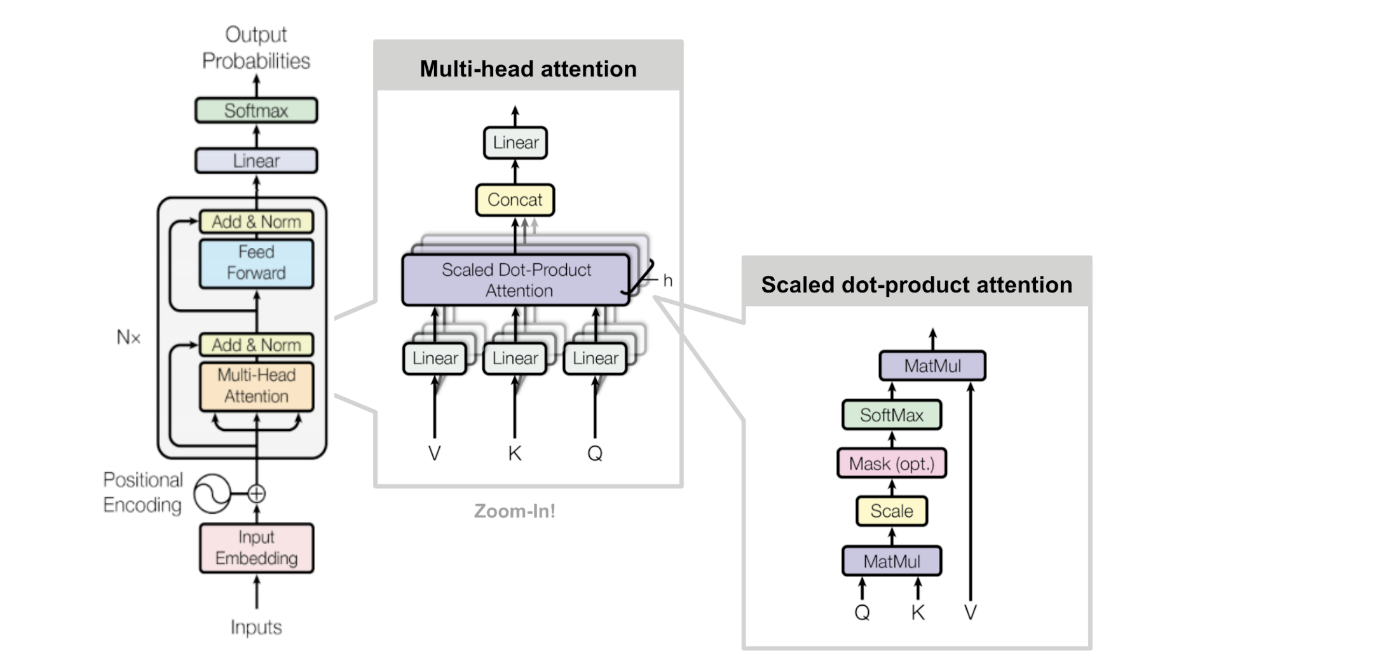 Output
Probabilities
Softmax
Linear
Add & Norm
Feed
Forward
Add & Norm
Multi-Head
Attention
N×
Positional
Encoding
Input
Embedding
Inputs
Multi-head attention
Linear
Concat
Scaled Dot-Product
Attention
h
Linear Linear Linear
V K Q
Zoom-In!
Scaled dot-product attention
MatMul
SoftMax
Mask (opt.)
Scale
MatMul
Q K V